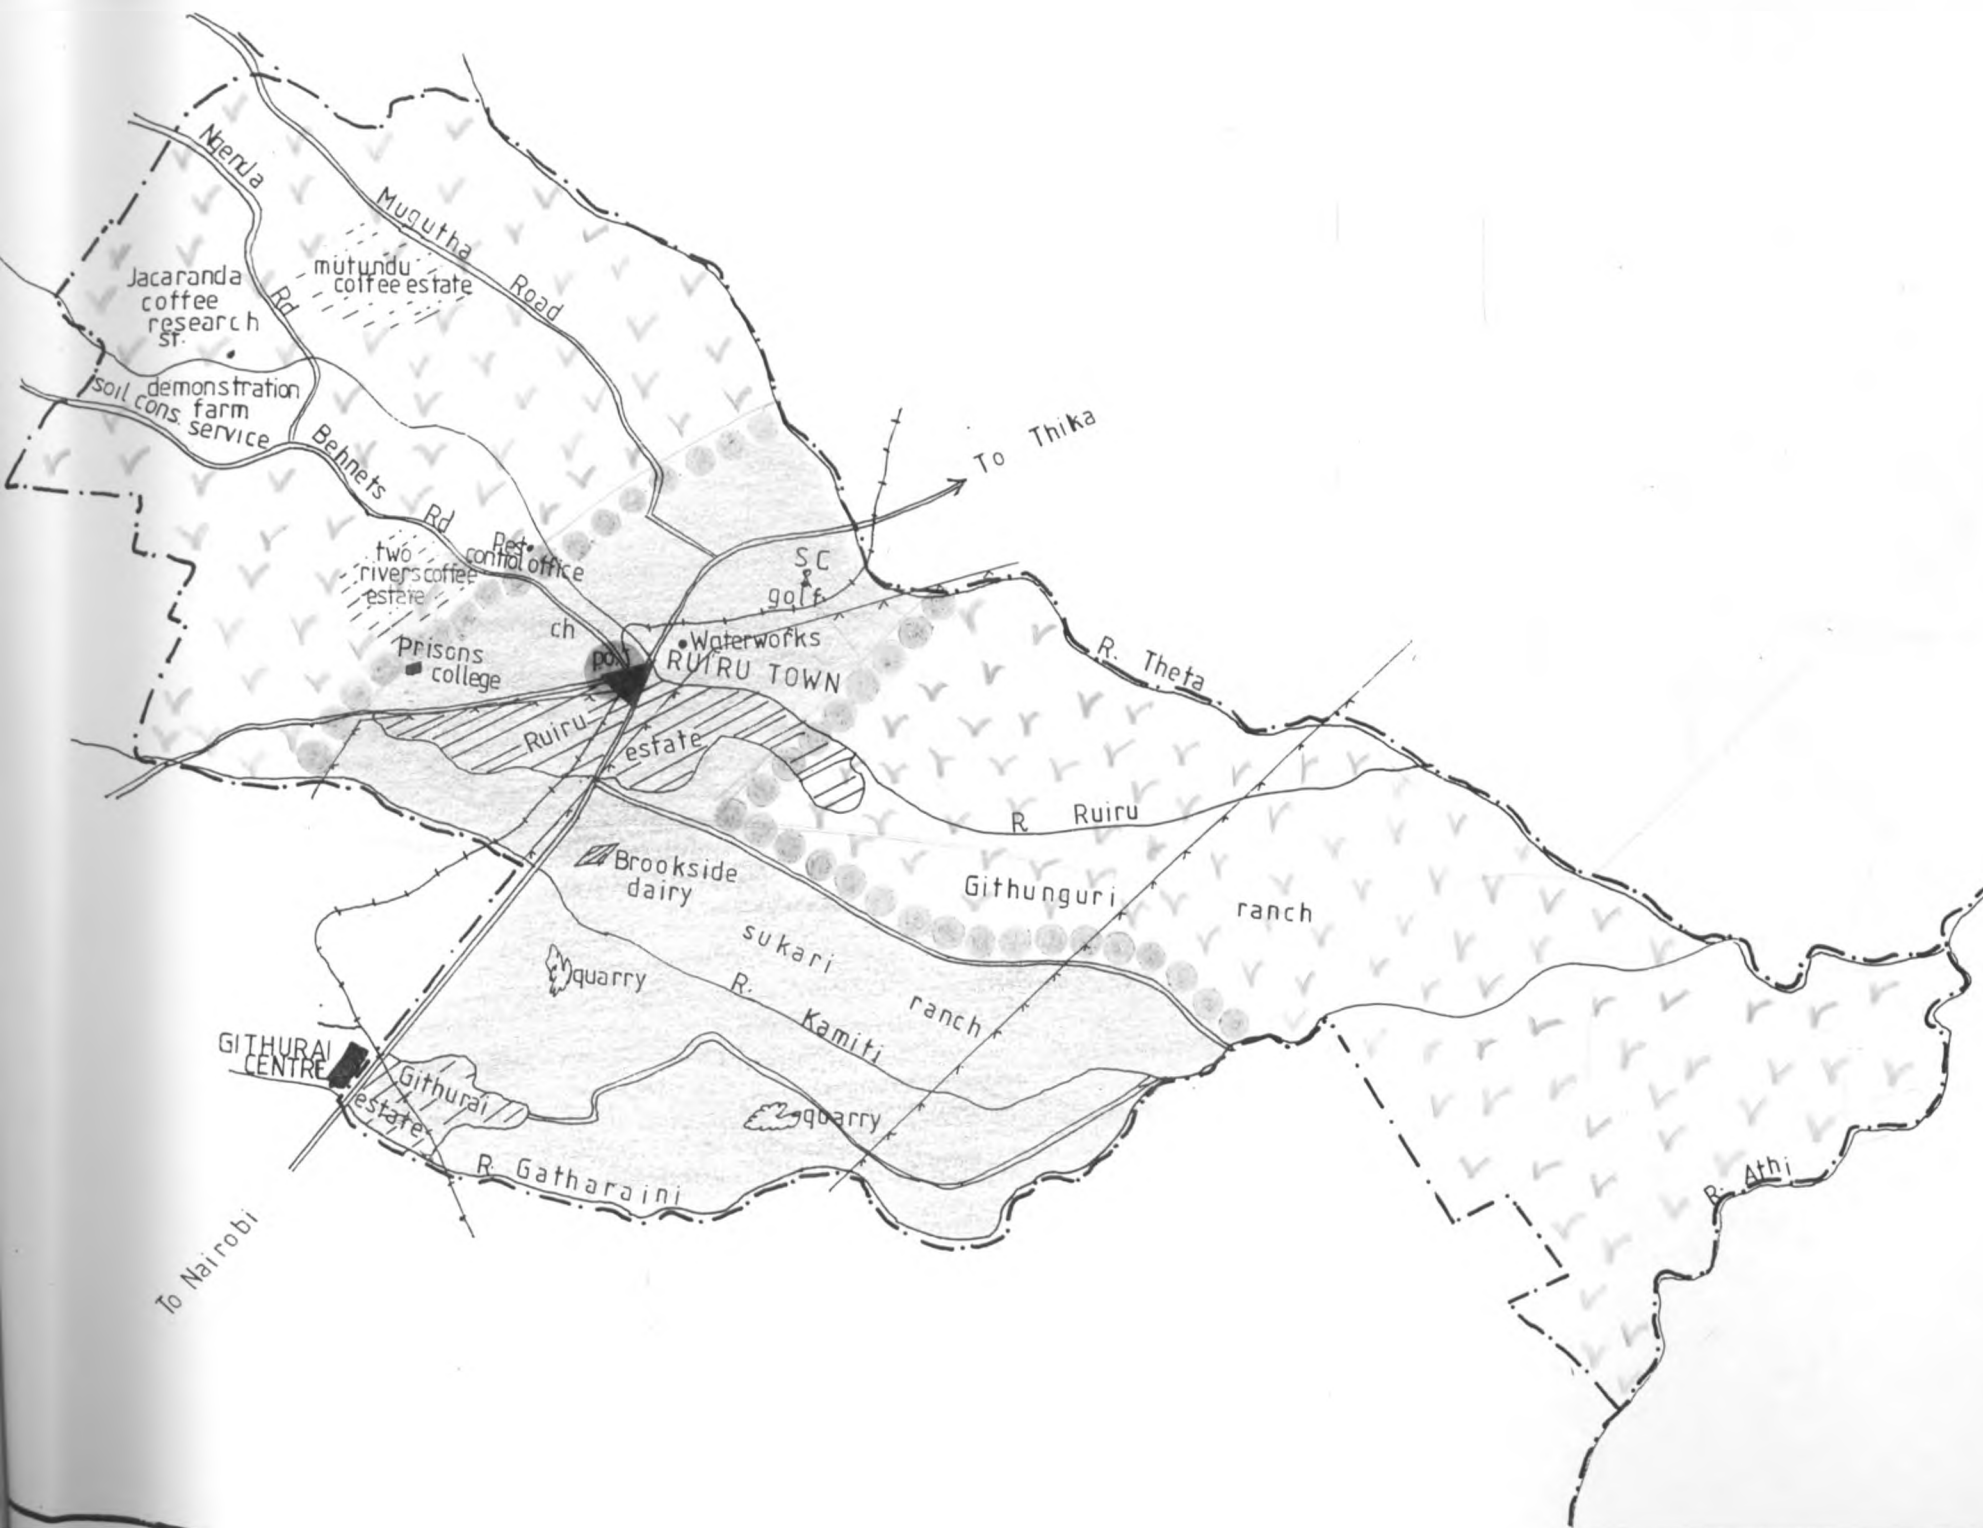 Ngenda
Rd
Mugutha
Road
Jacaranda
coffee
research
ST.
mutundu
coffee estate
demonstration
farm
soil cons. service
Behnets
Rd
To Thika
two
rivers coffee
estate
Pest
control office
S C
&
golf
ch
Prisons
college
Waterworks
RUIRU TOWN
Ruiru
estate
R. Theta
R Ruiru
Brookside
dairy
Githunguri
ranch
sukari
ranch
quarry
R. Kamiti
GITHURAI
CENTRE
Githurai
estate
quarry
R. Gatharaini
R. Athi
To Nairobi